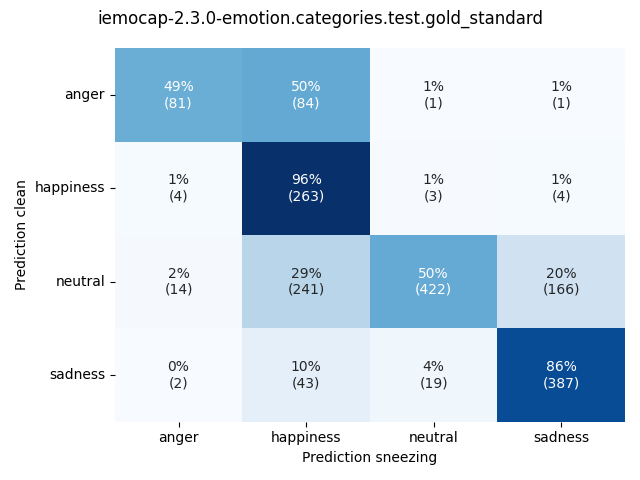 iemocap-2.3.0-emotion.categories.test.gold_standard
anger
49%
(81)
50%
(84)
1%
(1)
1%
(1)
happiness
1%
(4)
96%
(263)
1%
(3)
1%
(4)
neutral
2%
(14)
29%
(241)
50%
(422)
20%
(166)
sadness
0%
(2)
10%
(43)
4%
(19)
86%
(387)
Prediction clean
anger
happiness
neutral
sadness
Prediction sneezing